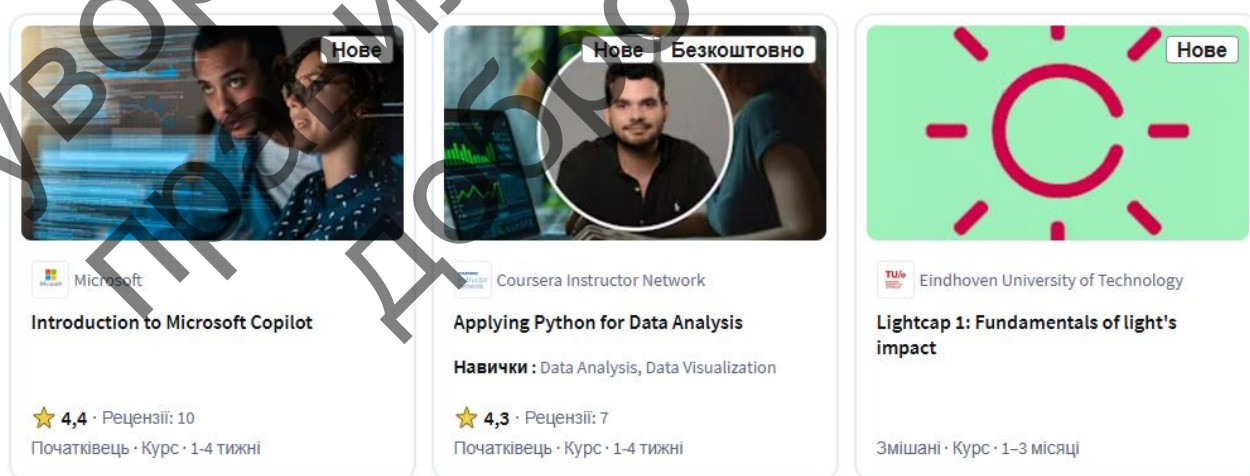 Нове
Нове Безкоштовно
Нове
Microsoft
Introduction to Microsoft Copilot
4,4 · Рецензії: 10
Початківець · Курс · 1-4 тижні
Coursera Instructor Network
Applying Python for Data Analysis
Навички : Data Analysis, Data Visualization
4,3 · Рецензії: 7
Початківець · Курс · 1-4 тижні
TU/e
Eindhoven University of Technology
Lightcap 1: Fundamentals of light's
impact
Змішані · Курс · 1–3 місяці